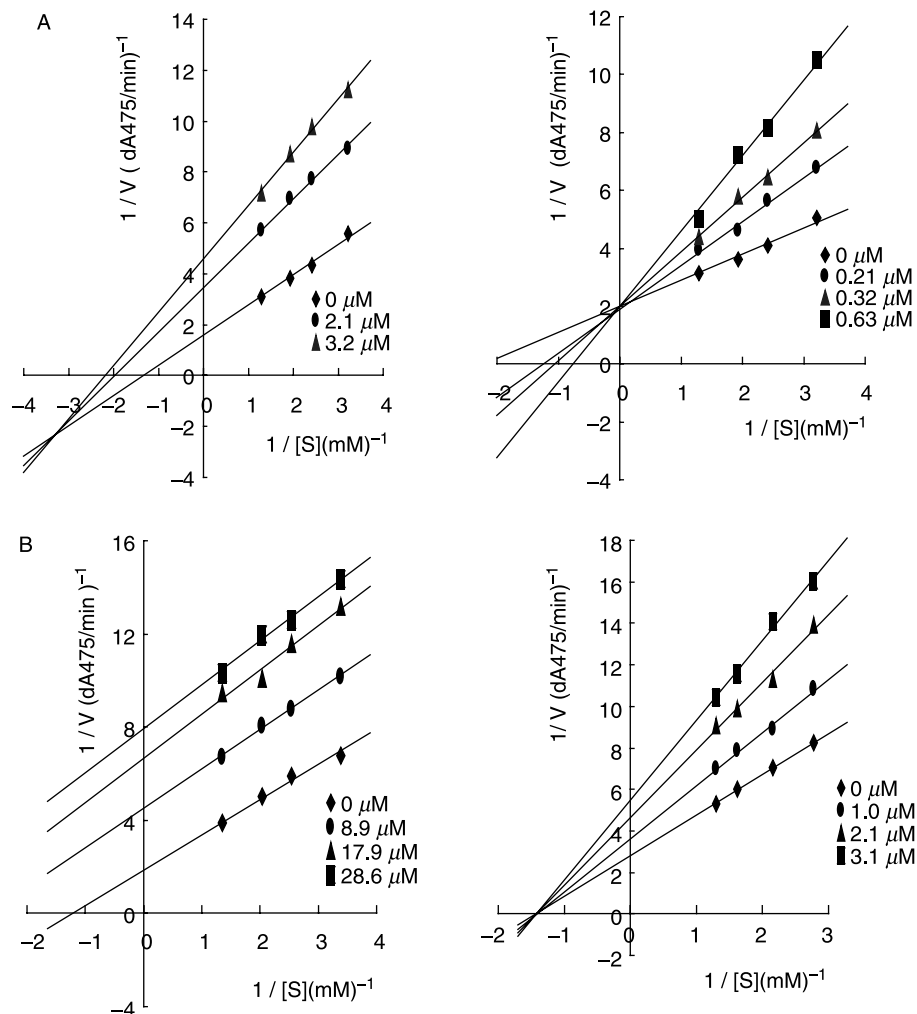 A
1 / V ( dA475/min)−1
14
12
10
8
6
4
2
0
−2
−4
−4 −3 −2 −1 0 1 2 3 4
1 / [S](mM)−1
0 μM
2.1 μM
3.2 μM
1 / V (dA475/min)−1
12
10
8
6
4
2
0
−2
−4
−2 −1 0 1 2 3 4
1 / [S](mM)−1
0 μM
0.21 μM
0.32 μM
0.63 μM
B
1 / V (dA475/min )−1
16
12
8
4
0
−4
−2 −1 0 1 2 3 4
1 / [S](mM)−1
0 μM
8.9 μM
17.9 μM
28.6 μM
1/ V (dA475/min)−1
18
16
14
12
10
8
6
4
2
0
−2
−2 −1 0 1 2 3
1 / [S](mM)−1
0 μM
1.0 μM
2.1 μM
3.1 μM